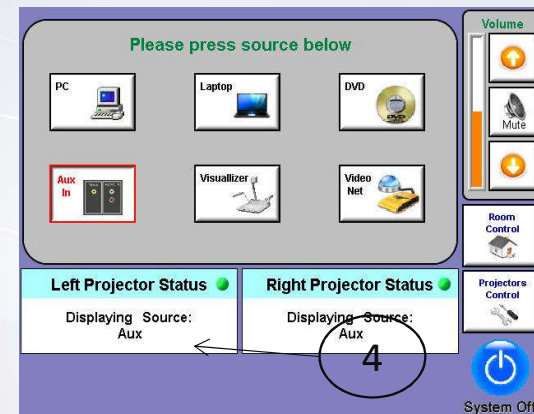 Please press source below
PC
Laptop
DVD
Aux
In
Visuallizer
Video
Net
Volume
Mute
Room
Control
Projectors
Control
System Off
Left Projector Status
Displaying Source:
Aux
Right Projector Status
Displaying Source:
Aux
4